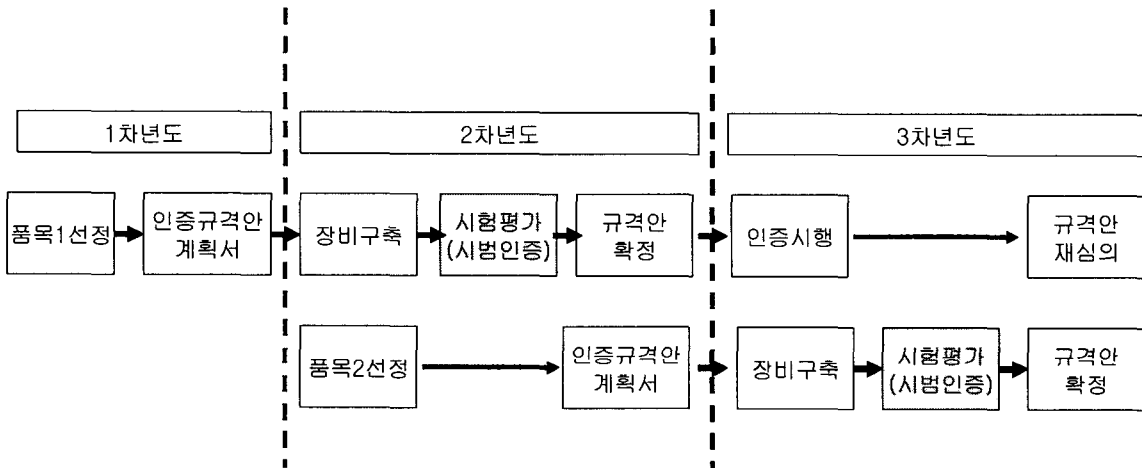 1차년도
2차년도
3차년도
품목1선정
인증규격안
계획서
장비구축
시험평가
(시범인증)
규격안
확정
인증시행
규격안
재심의
품목2선정
인증규격안
계획서
장비구축
시험평가
(시범인증)
규격안
확정